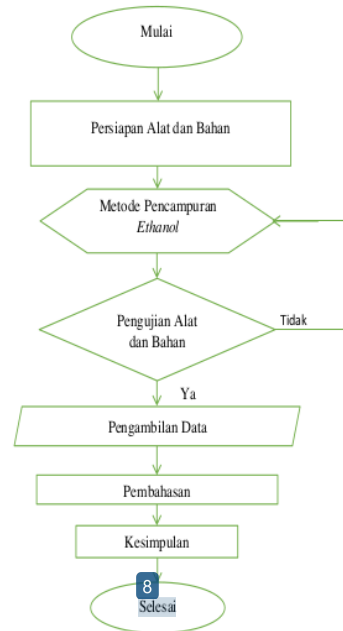 Mulai
Persiapan Alat dan Bahan
Metode Pencampuran
Ethanol
Pengujian Alat
dan Bahan
Tidak
Ya
Pengambilan Data
Pembahasan
Kesimpulan
8
Selesai